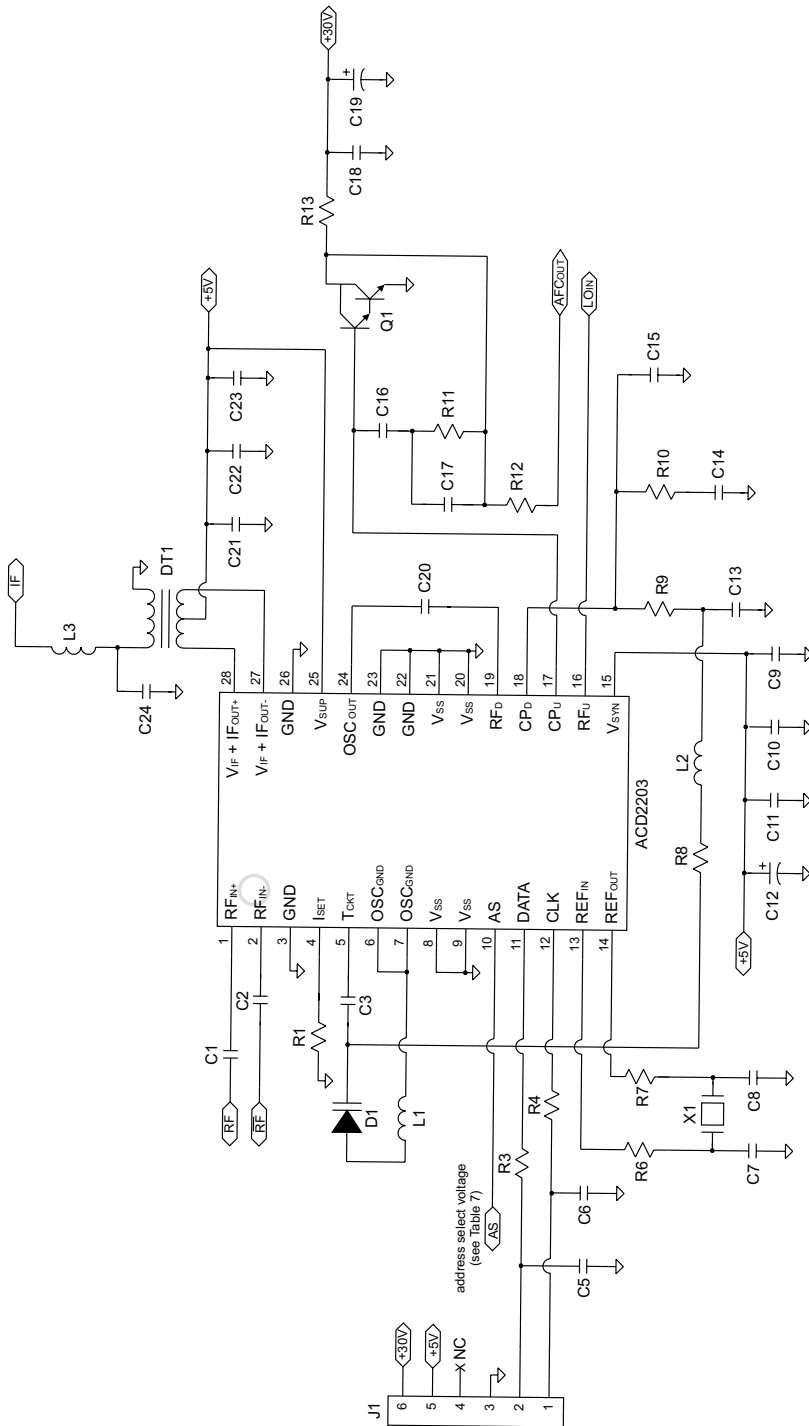 J1
6
5
4
3
2
1
+30V
+5V
NC
address select voltage
(see Table 7)
AS
RF
RF
C1
C2
R1
C3
D1
L1
R3
R4
C5
C6
R6
R7
X1
C7
C8
1
2
3
4
5
6
7
8
9
10
11
12
13
14
RFIN+
RFIN-
GND
ISET
TCKT
OSCGND
OSCGND
VSS
VSS
AS
DATA
CLK
REFIN
REFOUT
VIF + IFOUT+
VIF + IFOUT-
GND
VSUP
OSCOUT
GND
GND
VSS
VSS
RFD
CPD
CPU
RFU
VSYN
ACD2203
28
27
26
25
24
23
22
21
20
19
18
17
16
15
IF
L3
C24
DT1
C21
C22
C23
+5V
C20
C16
C17
R11
R12
Q1
R13
C18
C19
+30V
AFCOUT
LOIN
R9
R10
C13
C14
C15
R8
L2
+5V
C12
C11
C10
C9